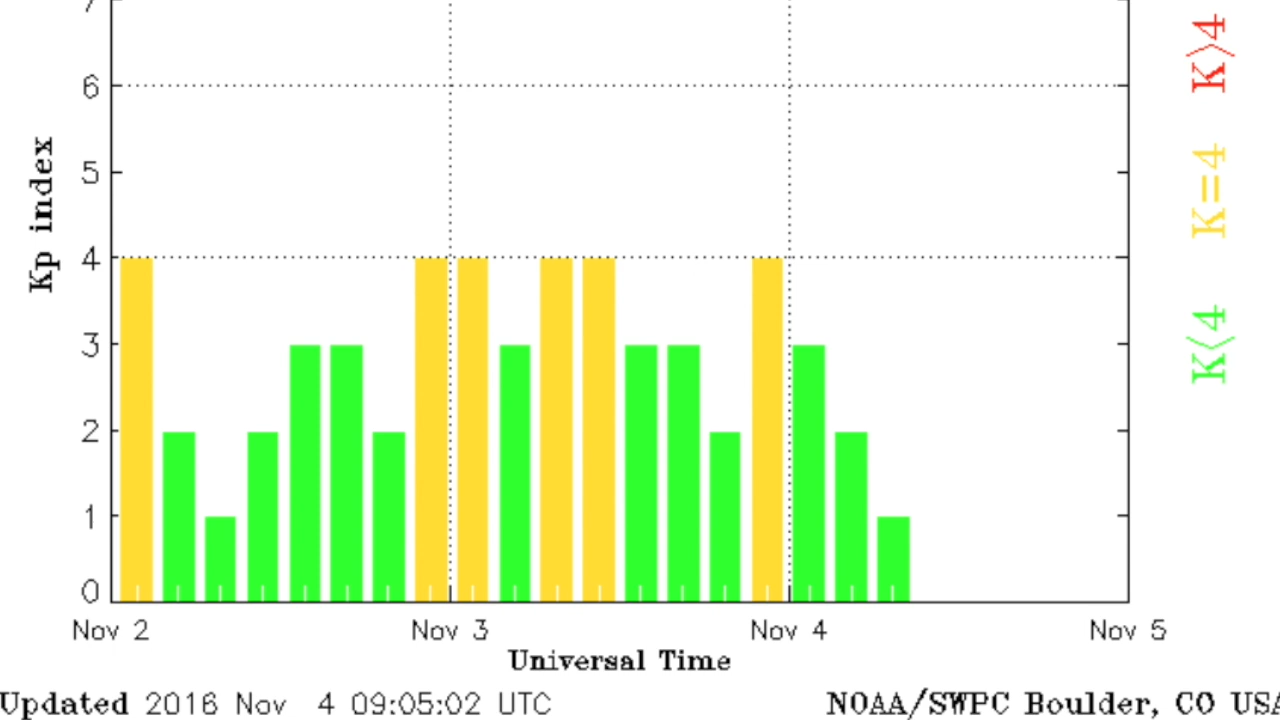 7
6
5
4
3
2
1
0
Kp index
K>4
K=4
K<4
Nov 2 Nov 3 Nov 4 Nov 5
Universal Time
Updated 2016 Nov 4 09:05:02 UTC NOAA/SWPC Boulder, CO USA